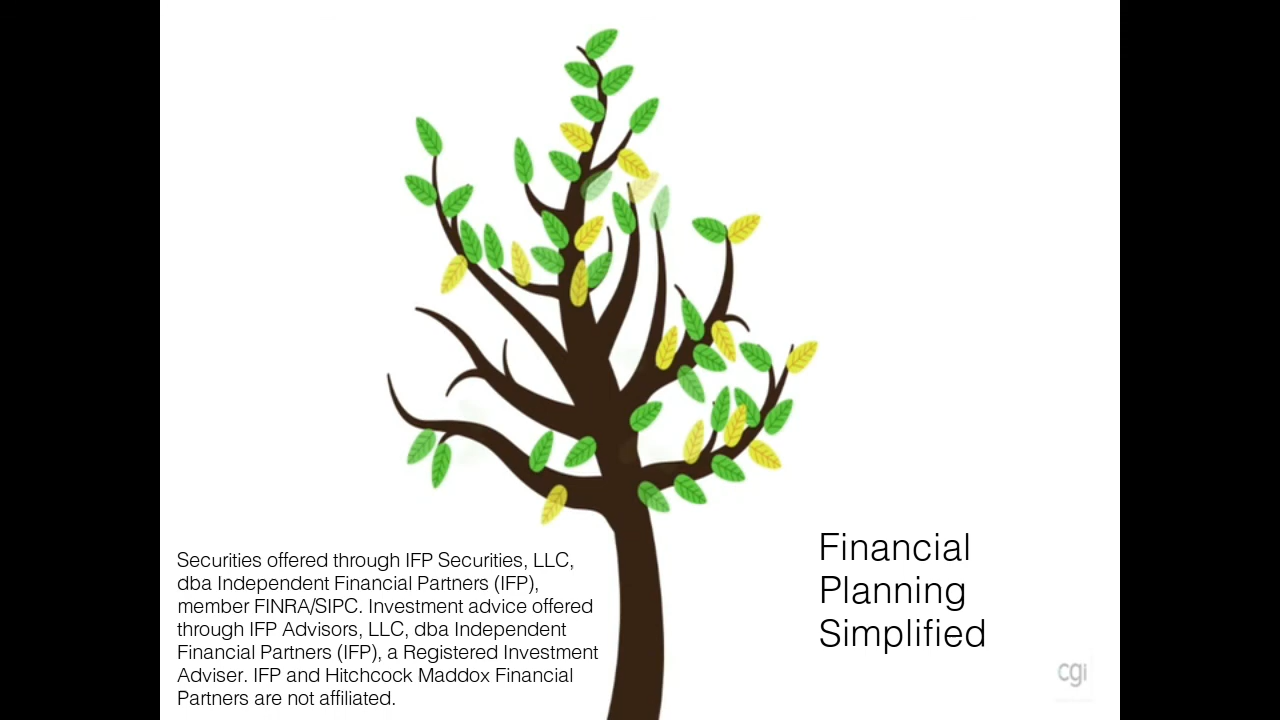 Securities offered through IFP Securities, LLC,
dba Independent Financial Partners (IFP),
member FINRA/SIPC. Investment advice offered
through IFP Advisors, LLC, dba Independent
Financial Partners (IFP), a Registered Investment
Adviser. IFP and Hitchcock Maddox Financial
Partners are not affiliated.
Financial
Planning
Simplified
cgi